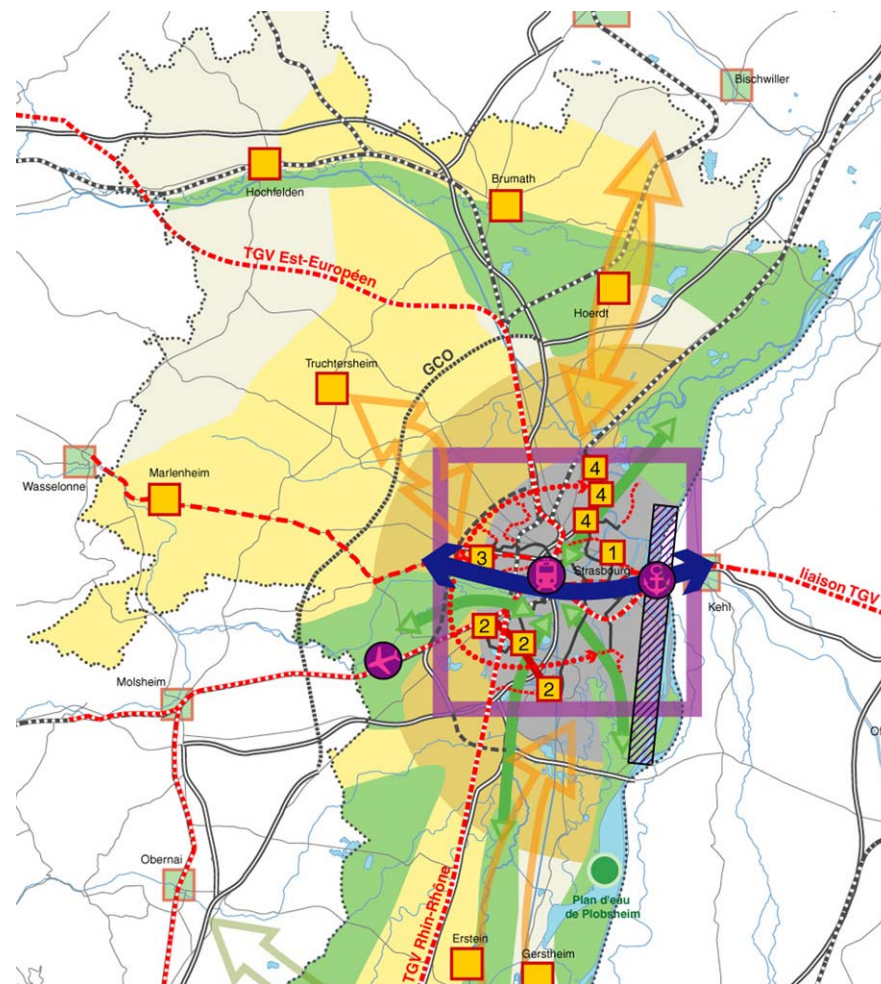 Bischwiller
Hochfelden
Brumath
TGV Est-Européen
Hoerdt
GCO
Truchtersheim
Wasselonne
Marlenheim
4
4
4
1
3
Strasbourg
liaison TGV
Kehl
2
2
2
Molsheim
Obernai
TGV Rhin-Rhône
Plan d'eau
de Plobsheim
Erstein
Gerstheim